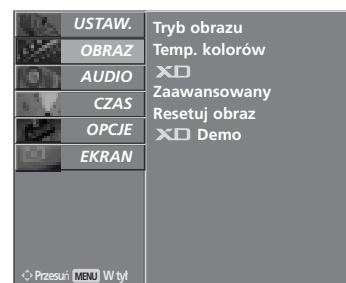 USTAW.
OBRAZ
AUDIO
CZAS
OPCJE
EKRAN
Tryb obrazu
Temp. kolorów
XD
Zaawansowany
Resetuj obraz
XD Demo
Przesuń MENU W tył